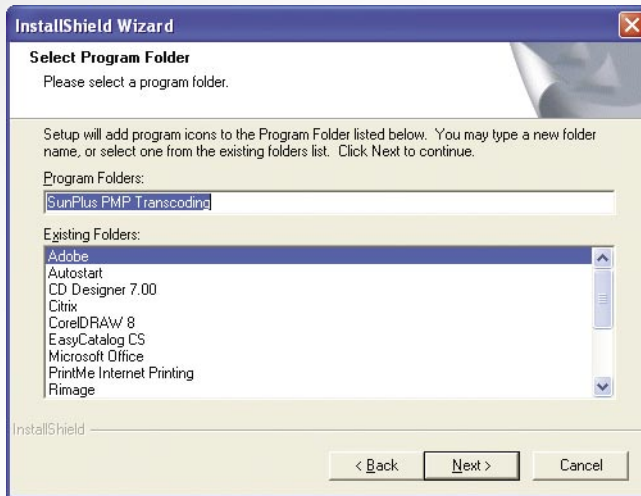 InstallShield Wizard
Select Program Folder
Please select a program folder.
Setup will add program icons to the Program Folder listed below. You may type a new folder
name, or select one from the existing folders list. Click Next to continue.
Program Folders:
SunPlus PMP Transcoding
Existing Folders:
Adobe
Autostart
CD Designer 7.00
Citrix
CorelDRAW 8
EasyCatalog CS
Microsoft Office
PrintMe Internet Printing
Rimage
InstallShield
< Back Next > Cancel